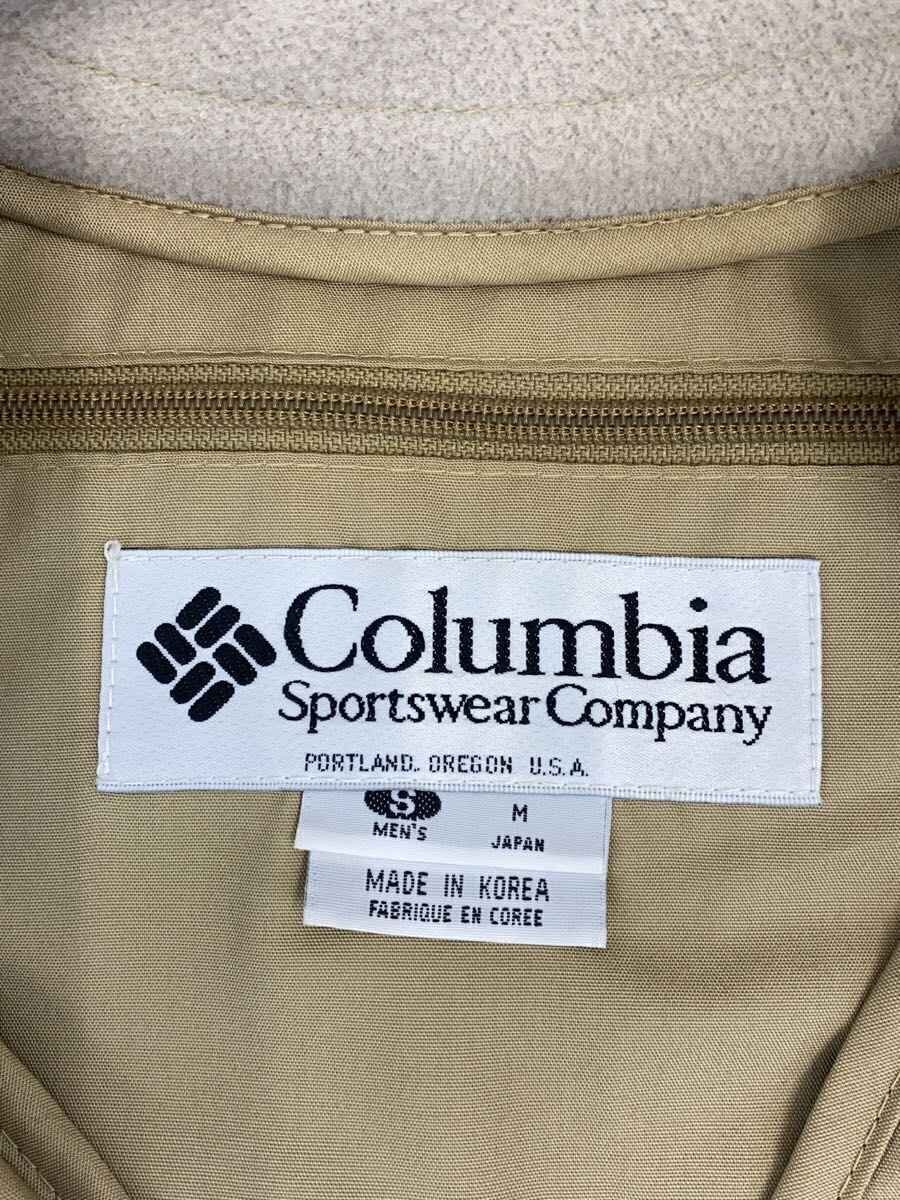 Columbia
Sportswear Company
PORTLAND. OREGON U.S.A.
S M
MEN'S JAPAN
MADE IN KOREA
FABRIQUE EN COREE